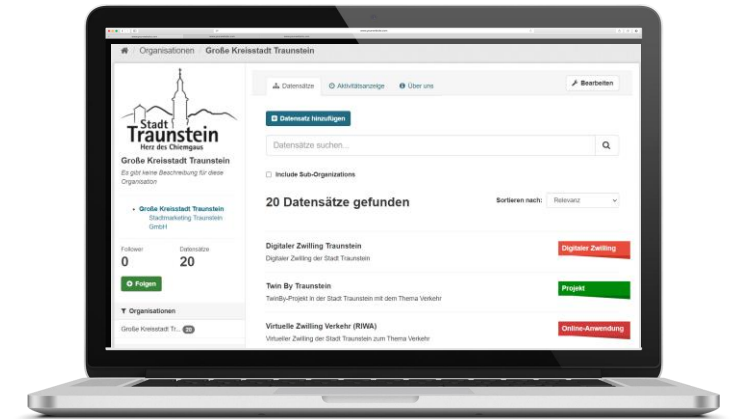 Organisationen / Große Kreisstadt Traunstein
Stadt
Traunstein
Herz des Chiemgaus
Große Kreisstadt Traunstein
Es gibt keine Beschreibung für diese
Organisation
Große Kreisstadt Traunstein
Stadtmarketing Traunstein
GmbH
Follower
Datensätze
0
20
Folgen
Organisationen
Große Kreisstadt Tr... 20
Datensätze
Aktivitätsanzeige
Über uns
Bearbeiten
Datensatz hinzufügen
Datensätze suchen...
Include Sub-Organizations
20 Datensätze gefunden
Sortieren nach:
Relevanz
Digitaler Zwilling Traunstein
Digitaler Zwilling
Digitaler Zwilling der Stadt Traunstein
Twin By Traunstein
Projekt
TwinBy-Projekt in der Stadt Traunstein mit dem Thema Verkehr
Virtuelle Zwilling Verkehr (RIWA)
Online-Anwendung
Virtueller Zwilling der Stadt Traunstein zum Thema Verkehr